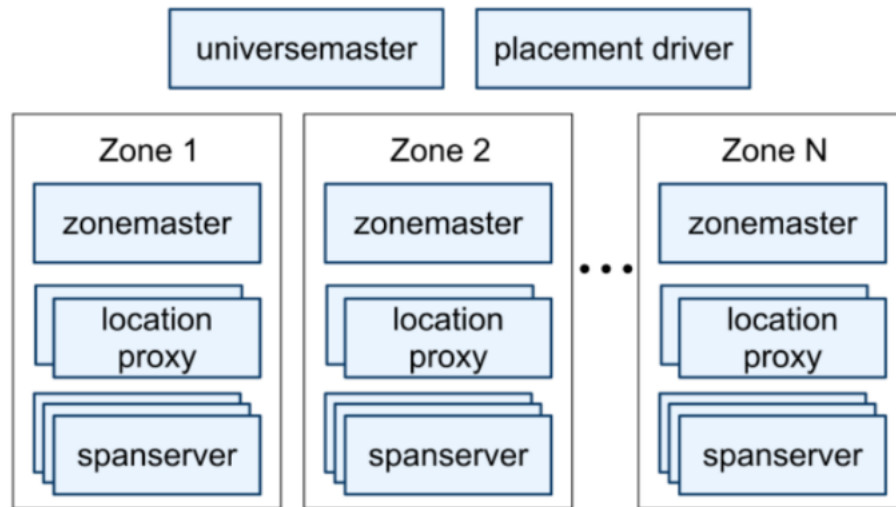 universemaster
placement driver
Zone 1
zonemaster
location
proxy
spanserver
Zone 2
zonemaster
location
proxy
spanserver
Zone N
zonemaster
location
proxy
spanserver